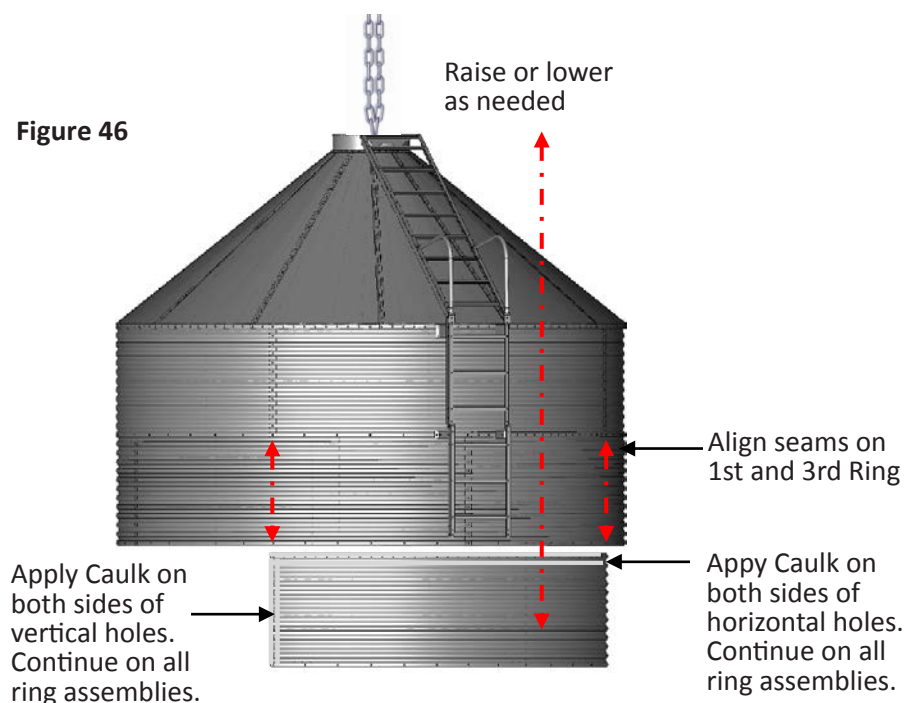 Figure 46
Raise or lower
as needed
Align seams on
1st and 3rd Ring
Apply Caulk on
both sides of
vertical holes.
Continue on all
ring assemblies.
Appy Caulk on
both sides of
horizontal holes.
Continue on all
ring assemblies.